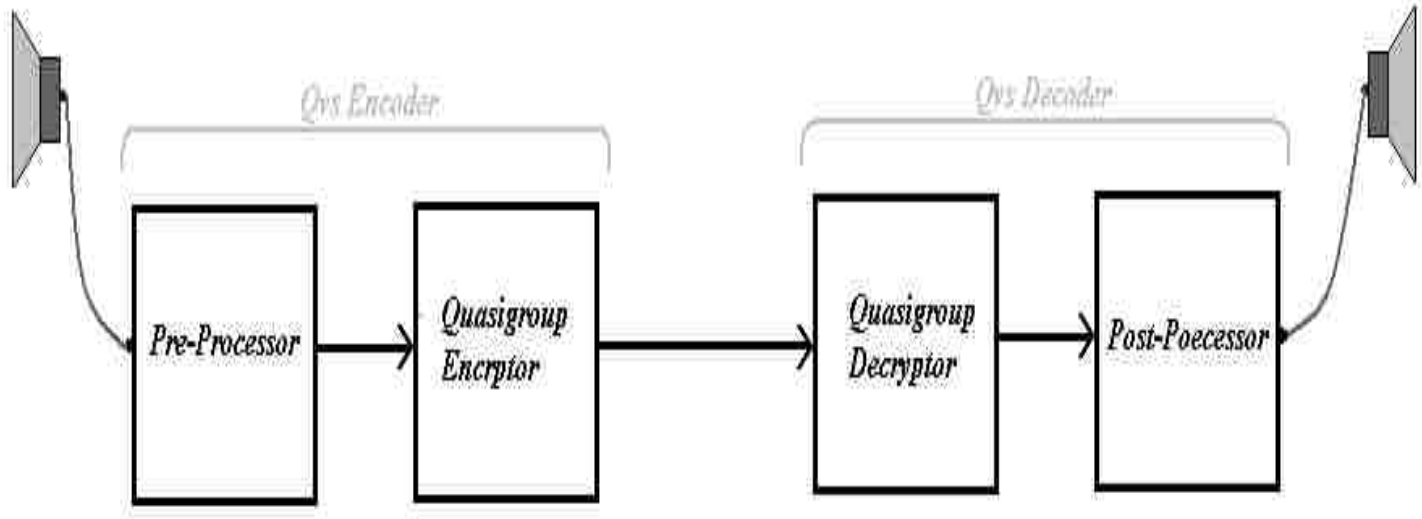 Qvs Encoder
Qvs Decoder
Pre-Processor
Quasigroup
Encrptor
Quasigroup
Decryptor
Post-Poecessor